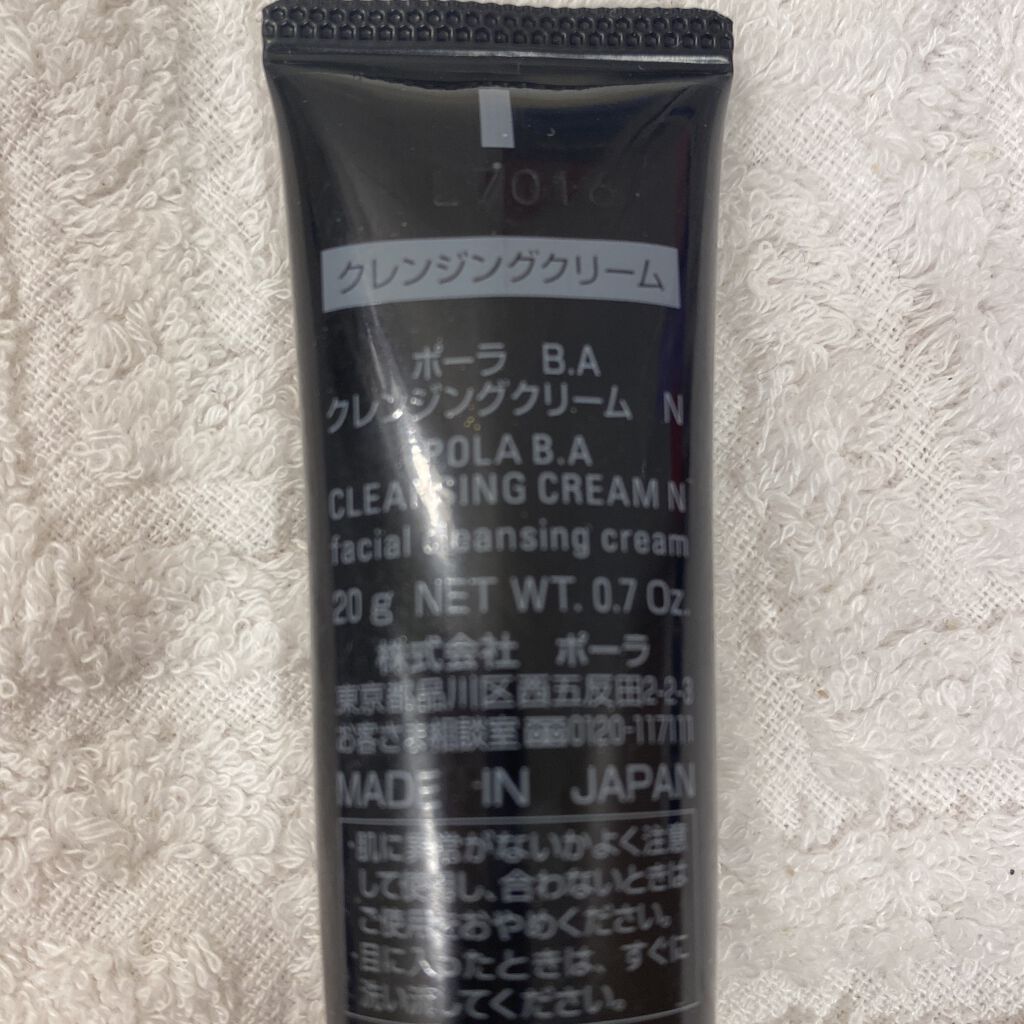 L7016
クレンジングクリーム
ポーラ B.A
クレンジングクリーム N
POLA B.A
CLEANSING CREAM N
facial cleansing cream
20 g NET WT. 0.7 Oz.
株式会社 ポーラ
東京都品川区西五反田2-2-3
お客さま相談室 0120-117111
MADE IN JAPAN
・肌に異常がないかよく注意
して使用し、合わないときは
ご使用をおやめください。
・目に入ったときは、すぐに
洗い流してください。